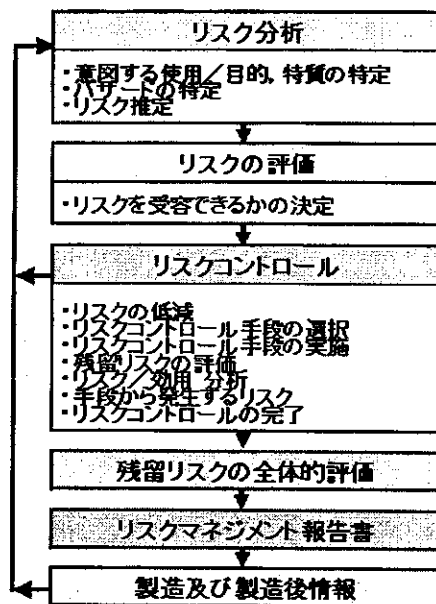 リスク分析
・意図する使用／目的，特質の特定
・ハザードの特定
・リスク推定
リスクの評価
・リスクを受容できるかの決定
リスクコントロール
・リスクの低減
・リスクコントロール手段の選択
・リスクコントロール手段の実施
・残留リスクの評価
・リスク／効用 分析
・手段から発生するリスク
・リスクコントロールの完了
残留リスクの全体的評価
リスクマネジメント報告書
製造及び製造後情報